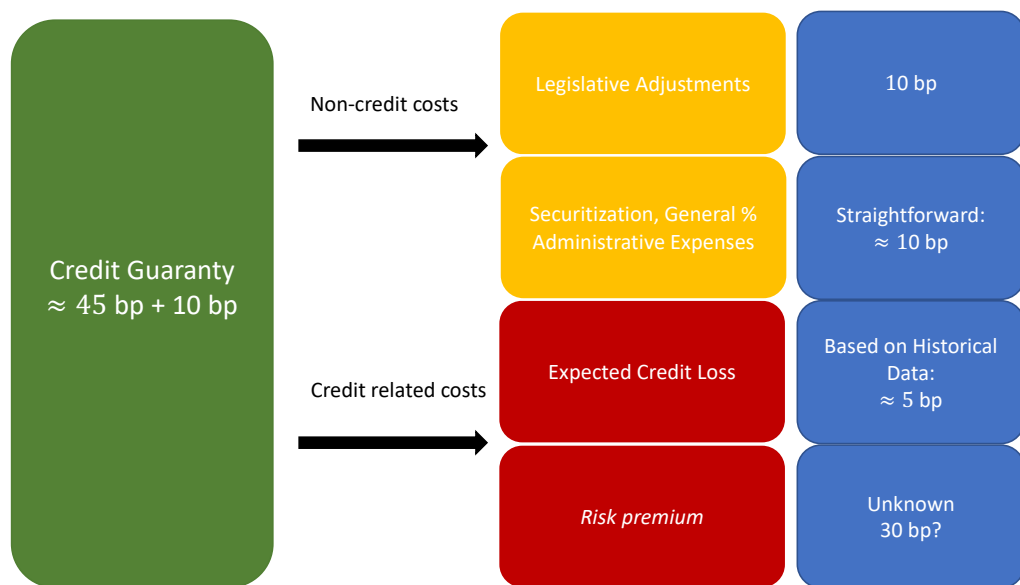 Credit Guaranty
≈ 45 bp + 10 bp
Non-credit costs
Legislative Adjustments
10 bp
Securitization, General %
Administrative Expenses
Straightforward:
≈ 10 bp
Credit related costs
Expected Credit Loss
Based on Historical
Data:
≈ 5 bp
Risk premium
Unknown
30 bp?